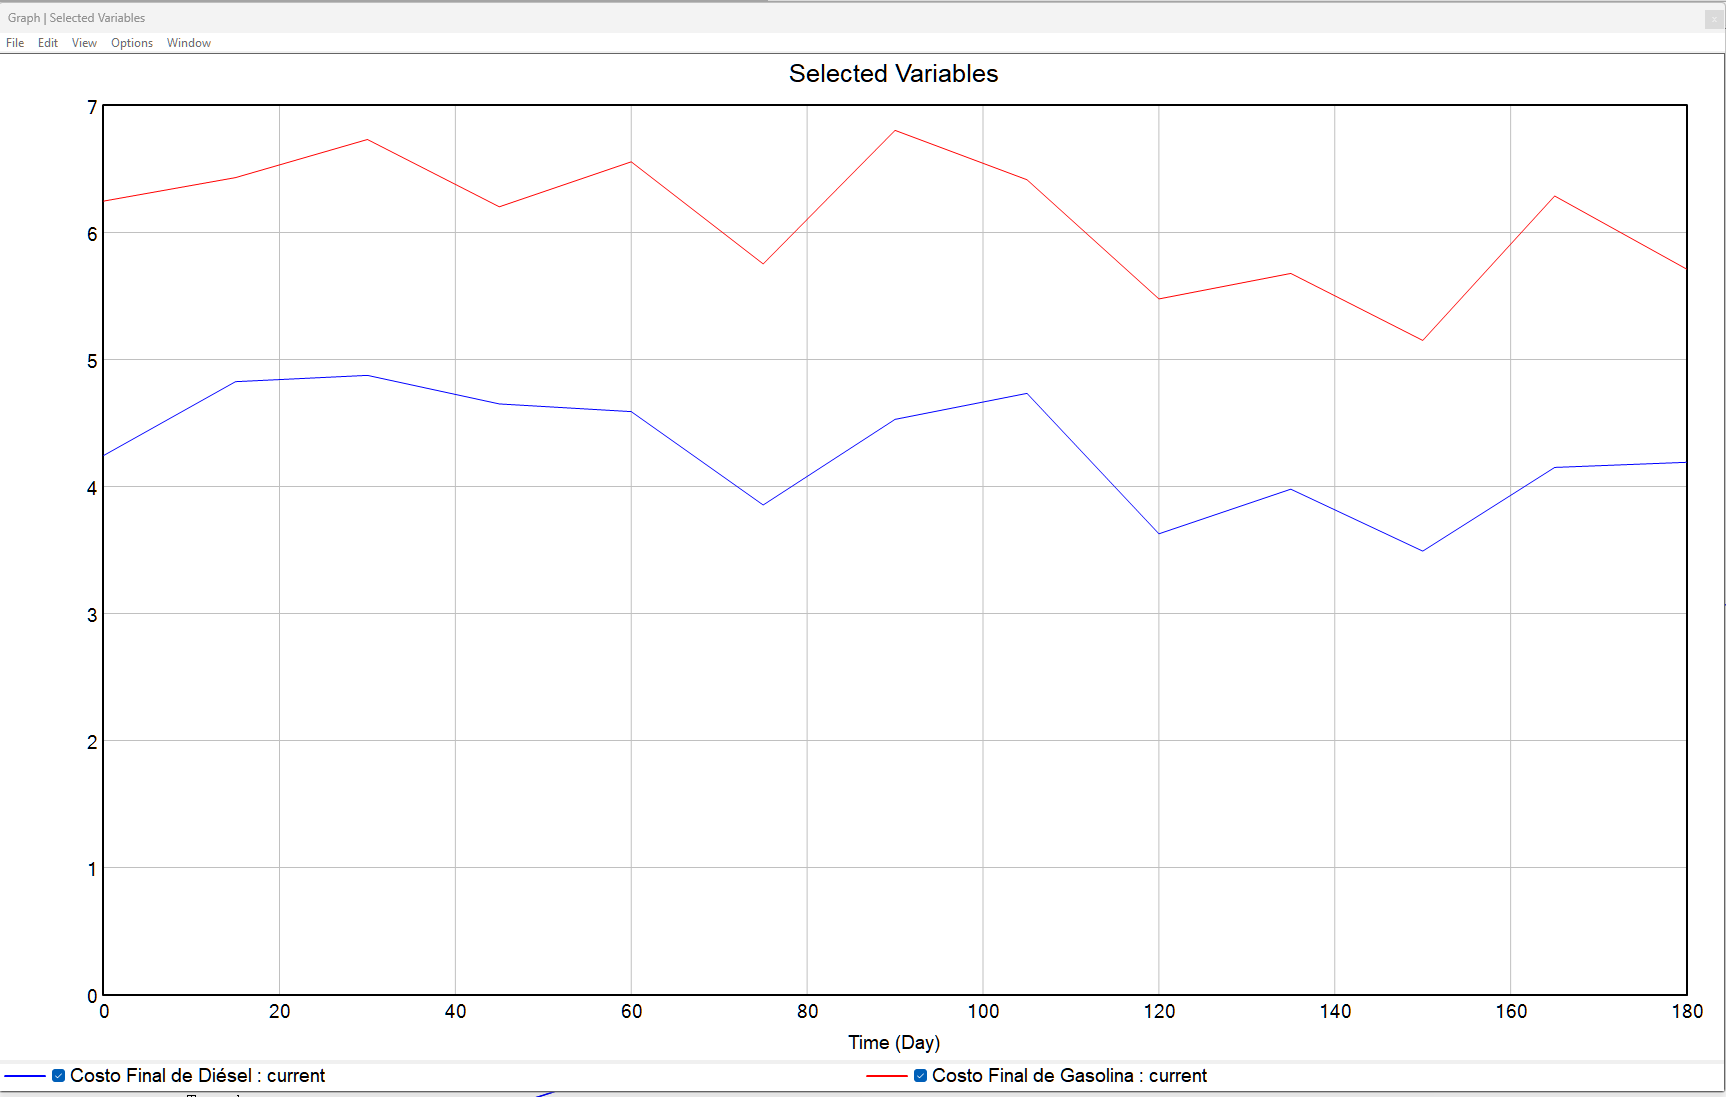 Graph | Selected Variables
File Edit View Options Window
Selected Variables
7
6
5
4
3
2
1
0
0 20 40 60 80 100 120 140 160 180
Time (Day)
Costo Final de Diésel : current
Costo Final de Gasolina : current